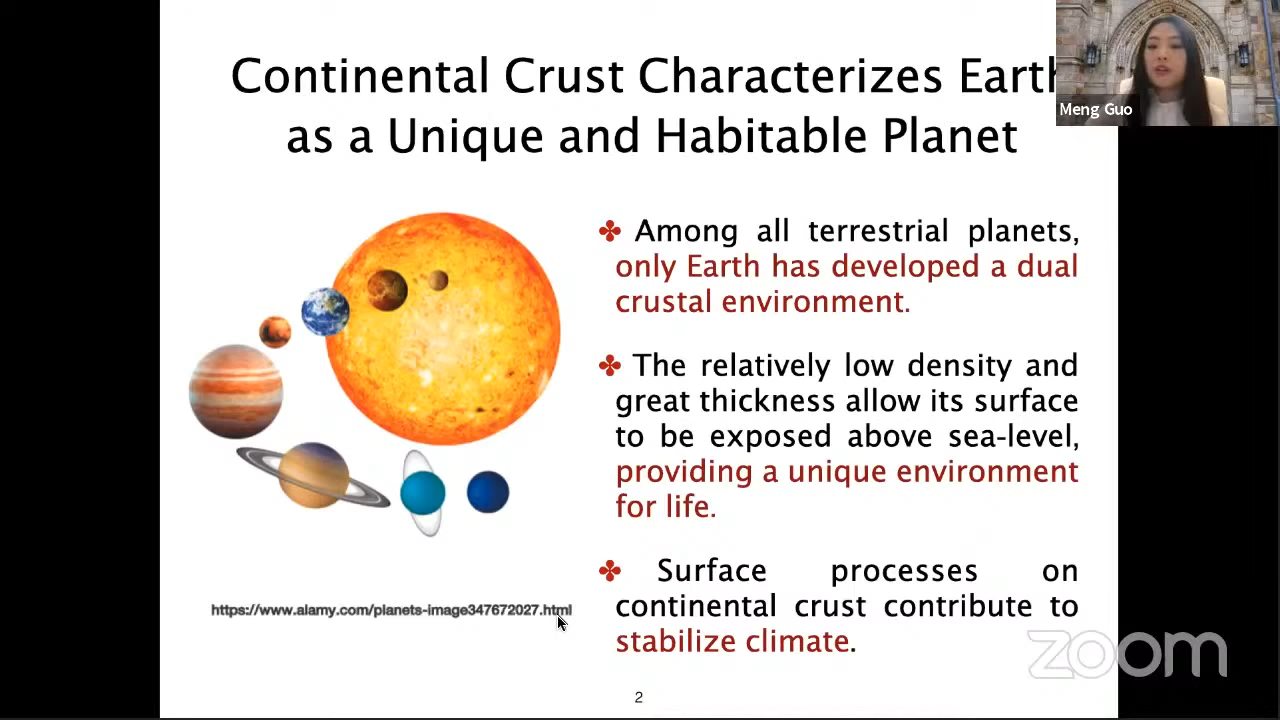 Continental Crust Characterizes Earth
as a Unique and Habitable Planet
Meng Guo
✤ Among all terrestrial planets,
only Earth has developed a dual
crustal environment.
✤ The relatively low density and
great thickness allow its surface
to be exposed above sea-level,
providing a unique environment
for life.
✤ Surface processes on
continental crust contribute to
stabilize climate.
https://www.alamy.com/planets-image347672027.html
zoom
2